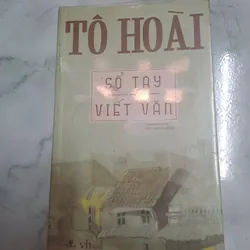 TÔ HOÀI
SỔ TAY
VIẾT VĂN